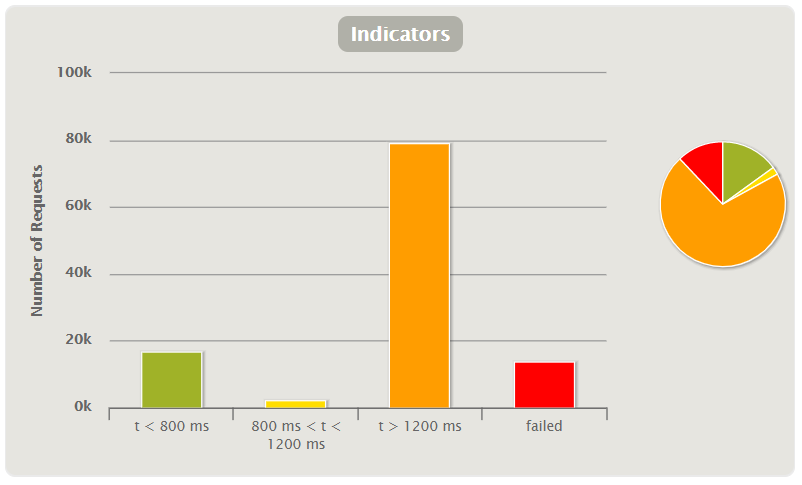 Indicators
Number of Requests
100k
80k
60k
40k
20k
0k
t < 800 ms
800 ms < t <
1200 ms
t > 1200 ms
failed